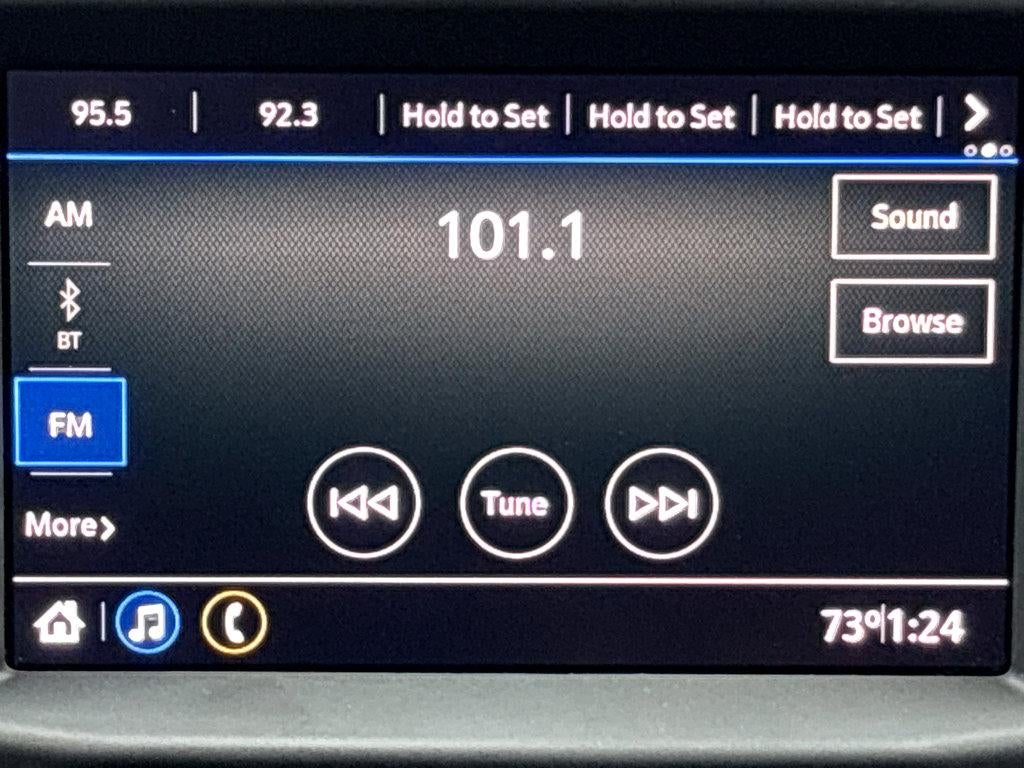 95.5 | 92.3 | Hold to Set | Hold to Set | Hold to Set |
AM
101.1
Sound
BT
Browse
FM
Tune
More
73°|1:24